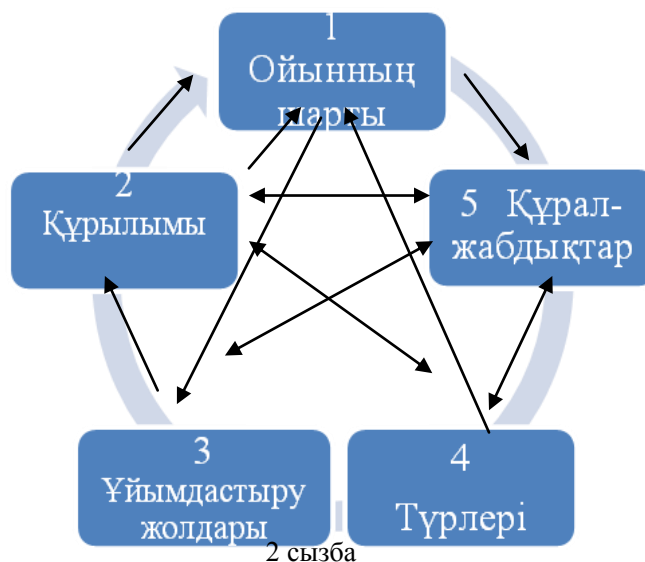 1
Ойынның
шарты
2
Құрылымы
5 Құрал-
жабдықтар
3
Ұйымдастыру
жолдары
4
Түрлері
2 сызба